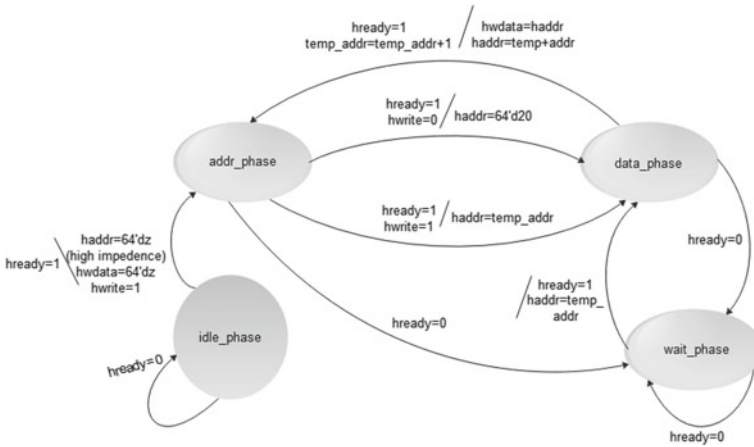 hready=1
temp_addr=temp_addr+1
hwdata=haddr
haddr=temp+addr
hready=1
hwrite=0
haddr=64'd20
addr_phase
data_phase
hready=1
hwrite=1
haddr=temp_addr
hready=0
hready=1
haddr=64'dz
(high impedence)
hwdata=64'dz
hwrite=1
hready=1
haddr=temp_
addr
hready=0
idle_phase
wait_phase
hready=0
hready=0